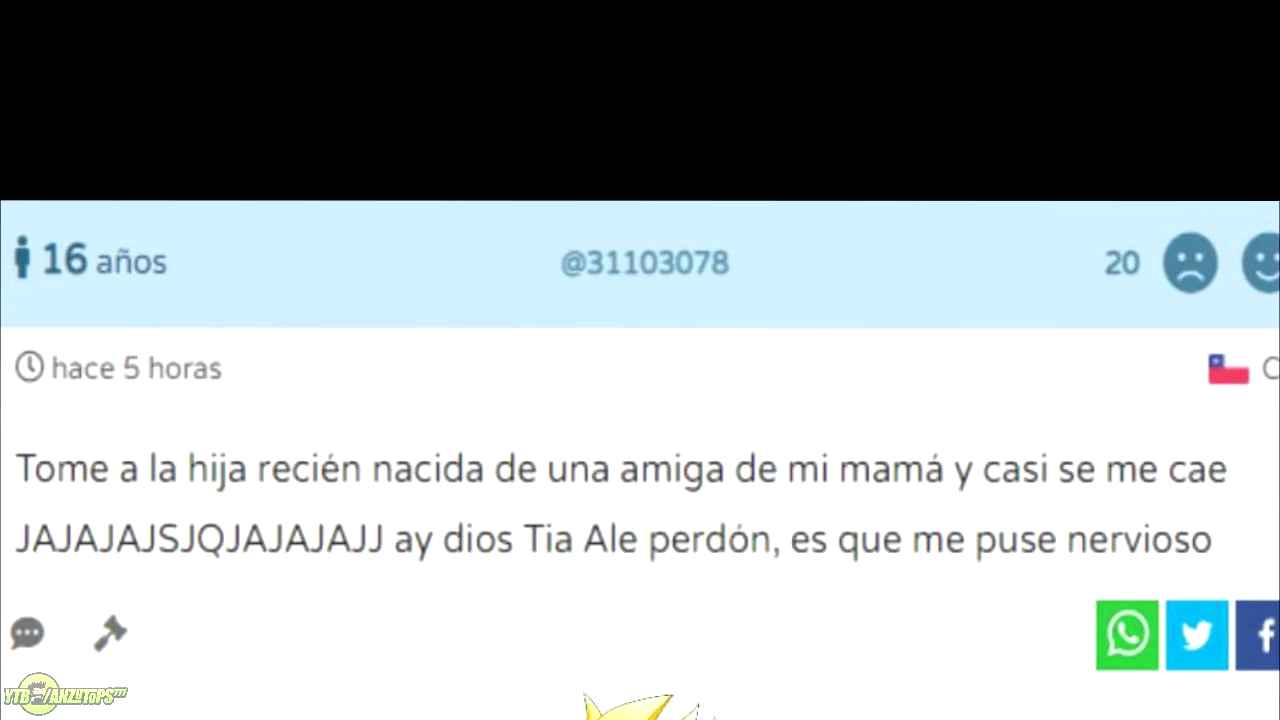 16 años
@31103078
20
hace 5 horas
Tome a la hija recién nacida de una amiga de mi mamá y casi se me cae
JAJAJAJSJQJAJAJAJJ ay dios Tia Ale perdón, es que me puse nervioso